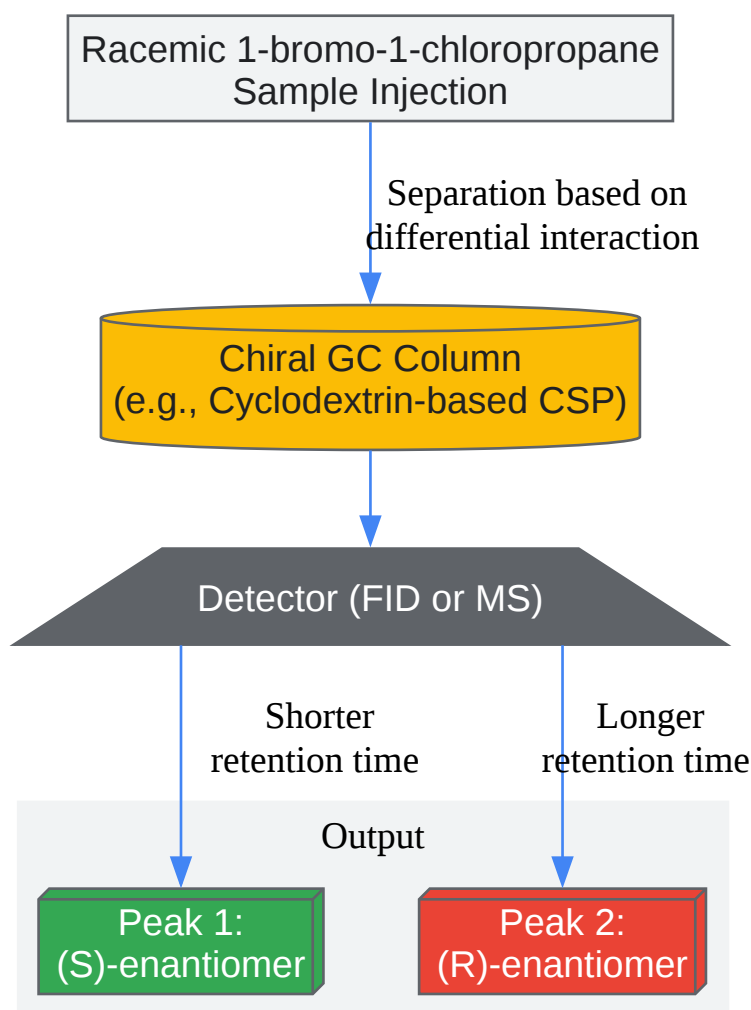 Racemic 1-bromo-1-chloropropane
Sample Injection
Separation based on
differential interaction
Chiral GC Column
(e.g., Cyclodextrin-based CSP)
Detector (FID or MS)
Shorter
retention time
Longer
retention time
Output
Peak 1:
(S)-enantiomer
Peak 2:
(R)-enantiomer